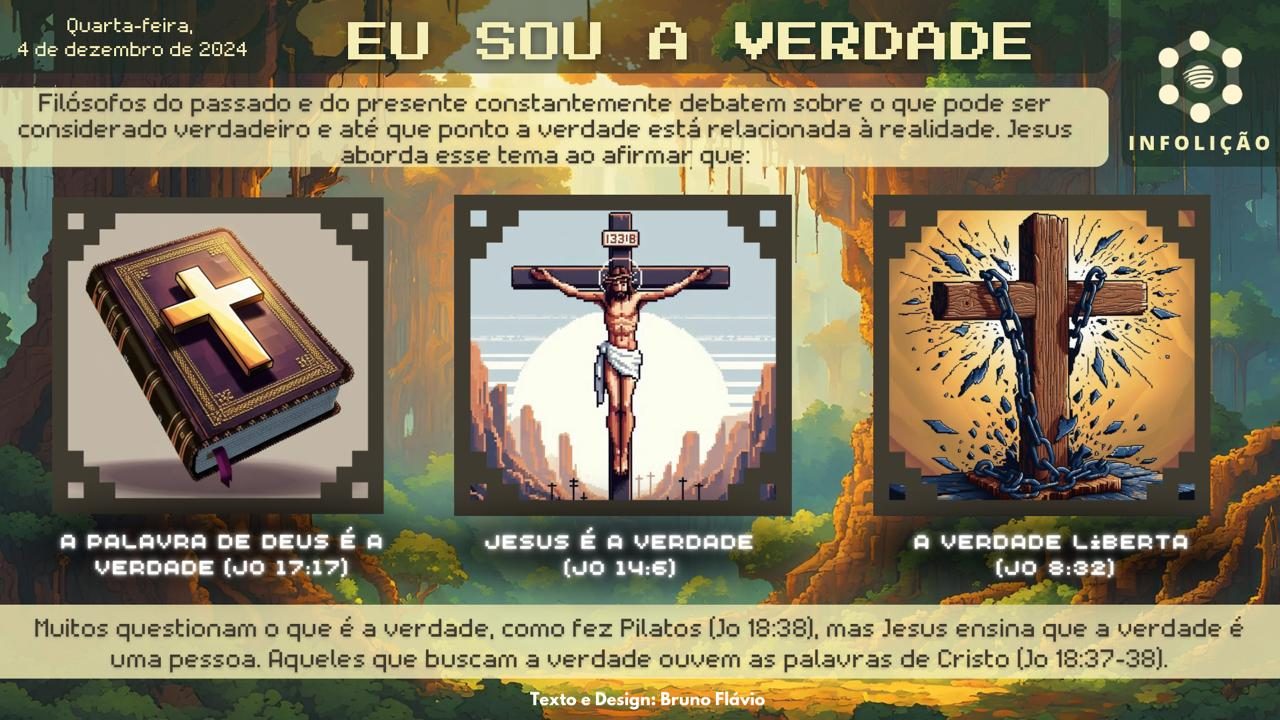 Quarta-feira,
4 de dezembro de 2024
EU SOU A VERDADE
INFOLIÇÃO
Filósofos do passado e do presente constantemente debatem sobre o que pode ser
considerado verdadeiro e até que ponto a verdade está relacionada à realidade. Jesus
aborda esse tema ao afirmar que:
1331B
A PALAVRA DE DEUS É A
VERDADE (JO 17:17)
JESUS É A VERDADE
(JO 14:6)
A VERDADE LiBERTA
(JO 8:32)
Muitos questionam o que é a verdade, como fez Pilatos (Jo 18:38), mas Jesus ensina que a verdade é
uma pessoa. Aqueles que buscam a verdade ouvem as palavras de Cristo (Jo 18:37-38).
Texto e Design: Bruno Flávio